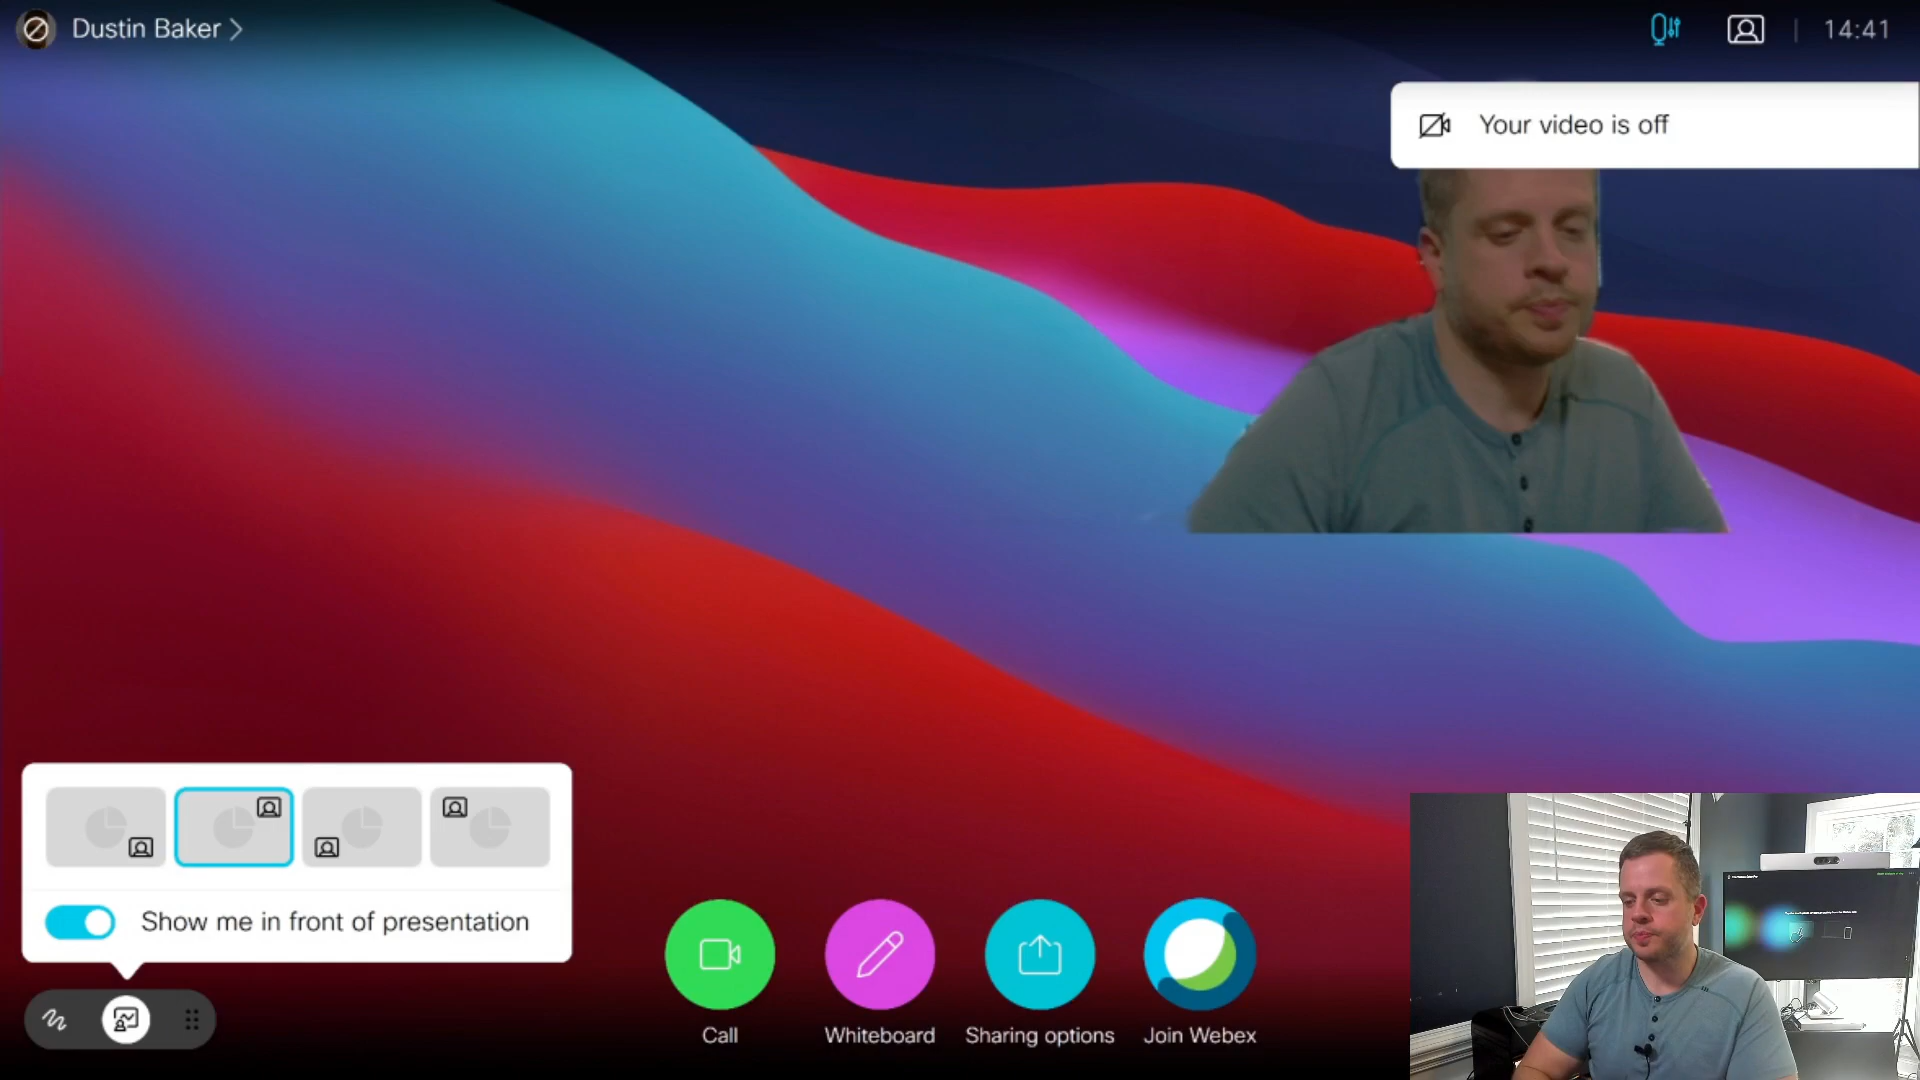 Dustin Baker
14:41
Your video is off
Show me in front of presentation
Call
Whiteboard
Sharing options
Join Webex